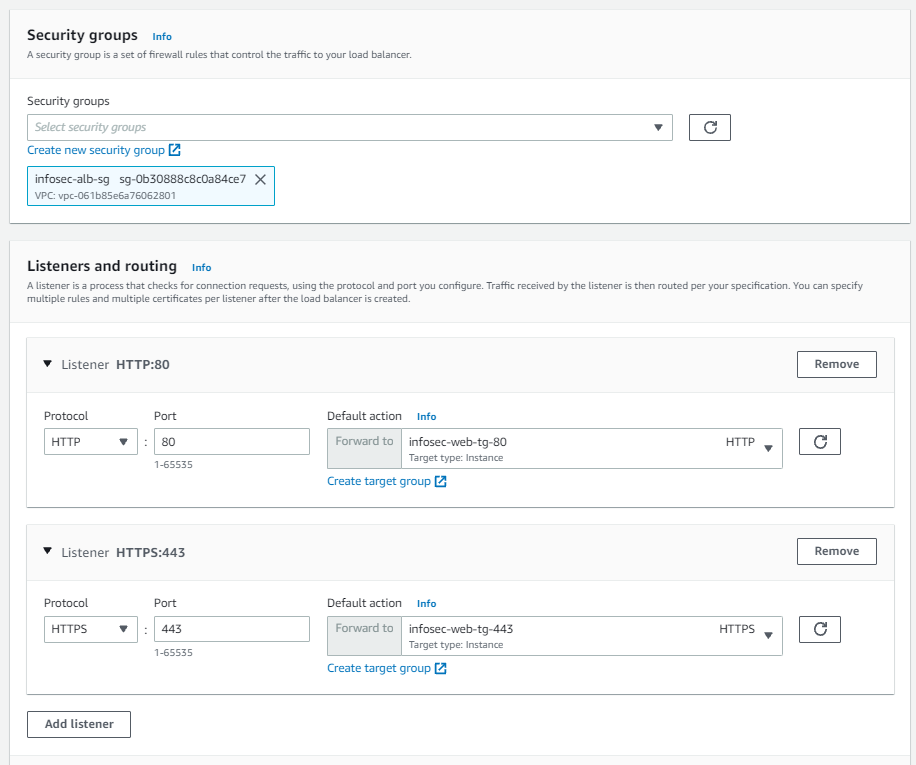 Security groups Info
A security group is a set of firewall rules that control the traffic to your load balancer.
Security groups
Select security groups
Create new security group
infosec-alb-sg sg-0b30888c8c0a84ce7
VPC: vpc-061b85e6a76062801
Listeners and routing Info
A listener is a process that checks for connection requests, using the protocol and port you configure. Traffic received by the listener is then routed per your specification. You can specify
multiple rules and multiple certificates per listener after the load balancer is created.
Listener HTTP:80 Remove
Protocol Port Default action Info
HTTP : 80 Forward to infosec-web-tg-80 HTTP
Target type: Instance
1-65535
Create target group
Listener HTTPS:443 Remove
Protocol Port Default action Info
HTTPS : 443 Forward to infosec-web-tg-443 HTTPS
Target type: Instance
1-65535
Create target group
Add listener